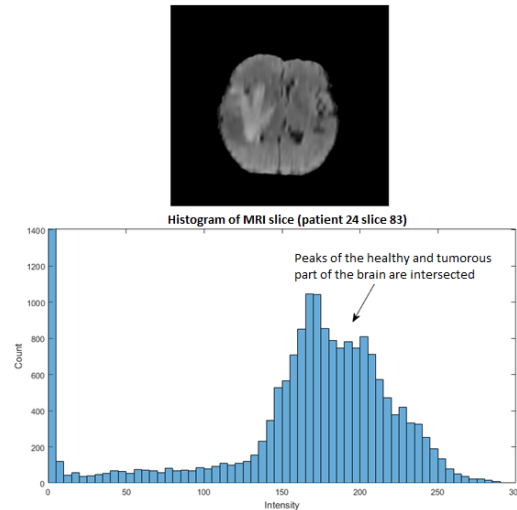 Histogram of MRI slice (patient 24 slice 83)
Peaks of the healthy and tumorous
part of the brain are intersected
1400
1200
1000
800
600
400
200
0
Count
0 50 100 150 200 250
Intensity